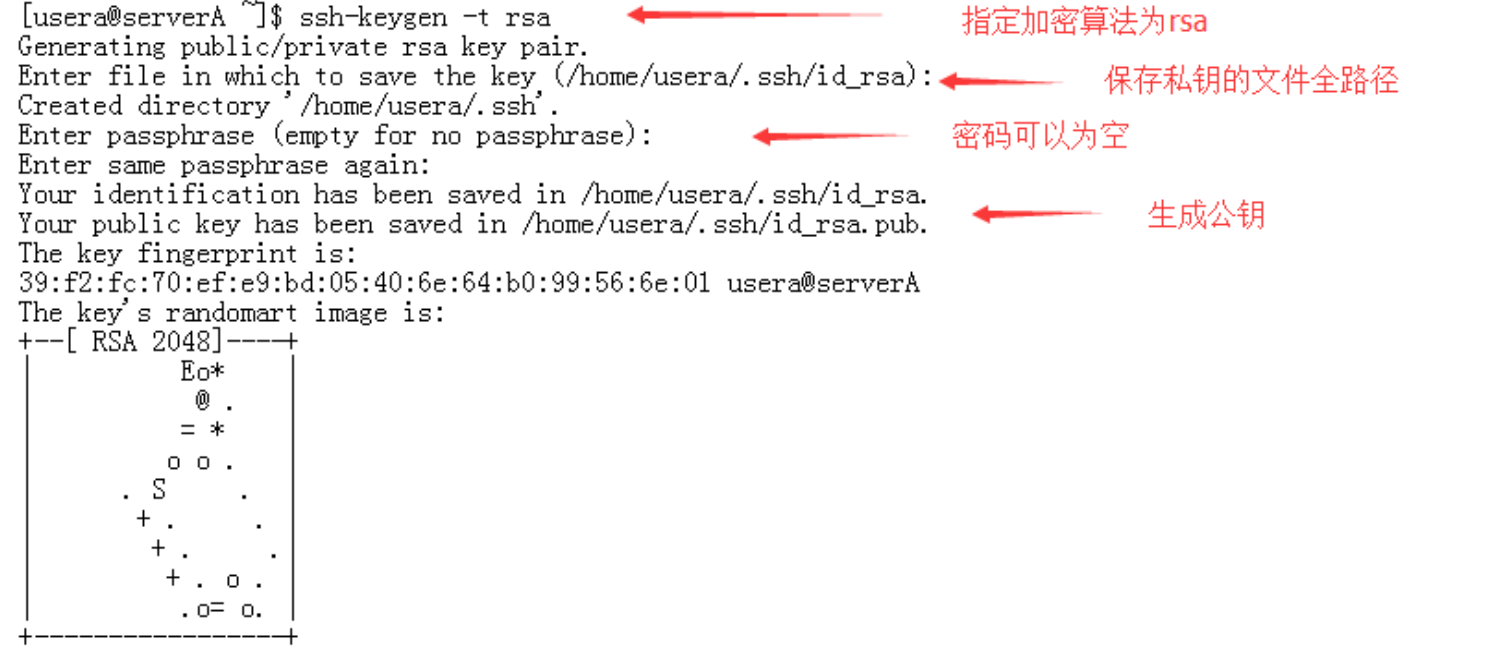 [usera@serverA ~]$ ssh-keygen -t rsa 指定加密算法为rsa
Generating public/private rsa key pair.
Enter file in which to save the key (/home/usera/.ssh/id_rsa): 保存私钥的文件全路径
Created directory '/home/usera/.ssh'.
Enter passphrase (empty for no passphrase): 密码可以为空
Enter same passphrase again:
Your identification has been saved in /home/usera/.ssh/id_rsa.
Your public key has been saved in /home/usera/.ssh/id_rsa.pub. 生成公钥
The key fingerprint is:
39:f2:fc:70:ef:e9:bd:05:40:6e:64:b0:99:56:6e:01 usera@serverA
The key's randomart image is:
+--[ RSA 2048]----+
|          Eo*    |
|           @ .   |
|          = *    |
|         o o .   |
|      . S     .  |
|       + .     . |
|        + .     .|
|         + . o . |
|          .o= o. |
+-----------------+